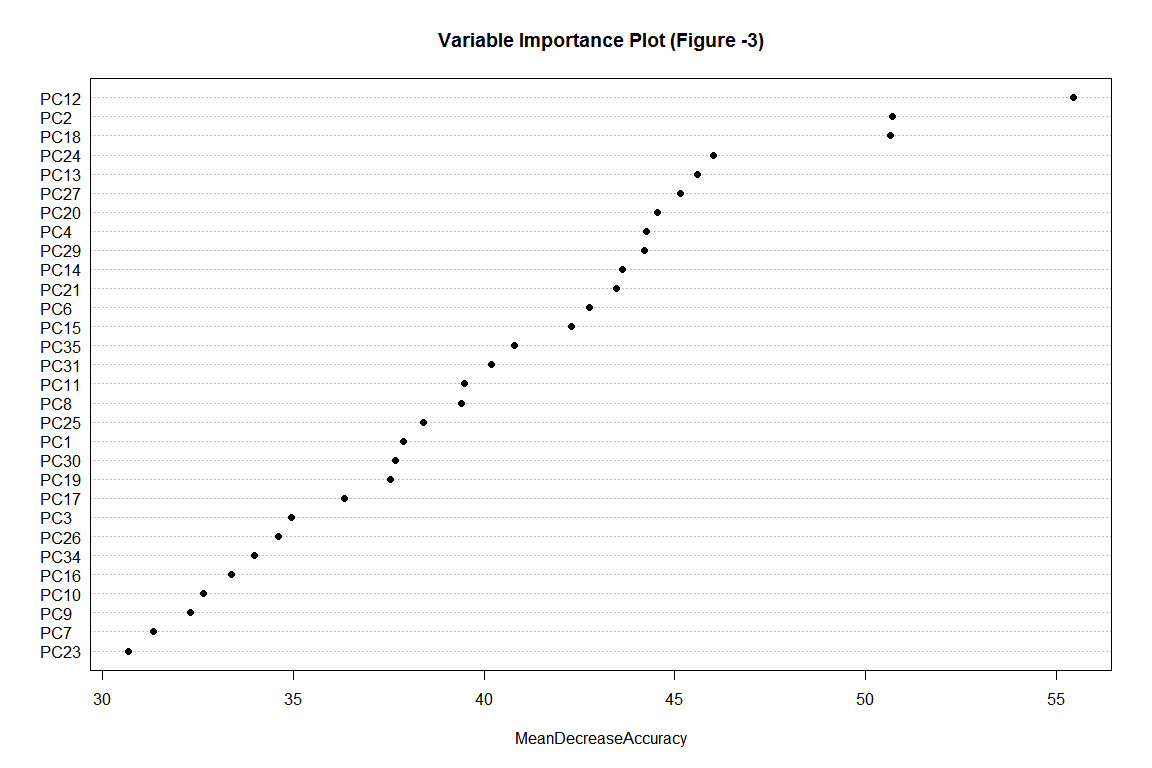 Variable Importance Plot (Figure -3)
PC12
PC2
PC18
PC24
PC13
PC27
PC20
PC4
PC29
PC14
PC21
PC6
PC15
PC35
PC31
PC11
PC8
PC25
PC1
PC30
PC19
PC17
PC3
PC26
PC34
PC16
PC10
PC9
PC7
PC23
30 35 40 45 50 55
MeanDecreaseAccuracy